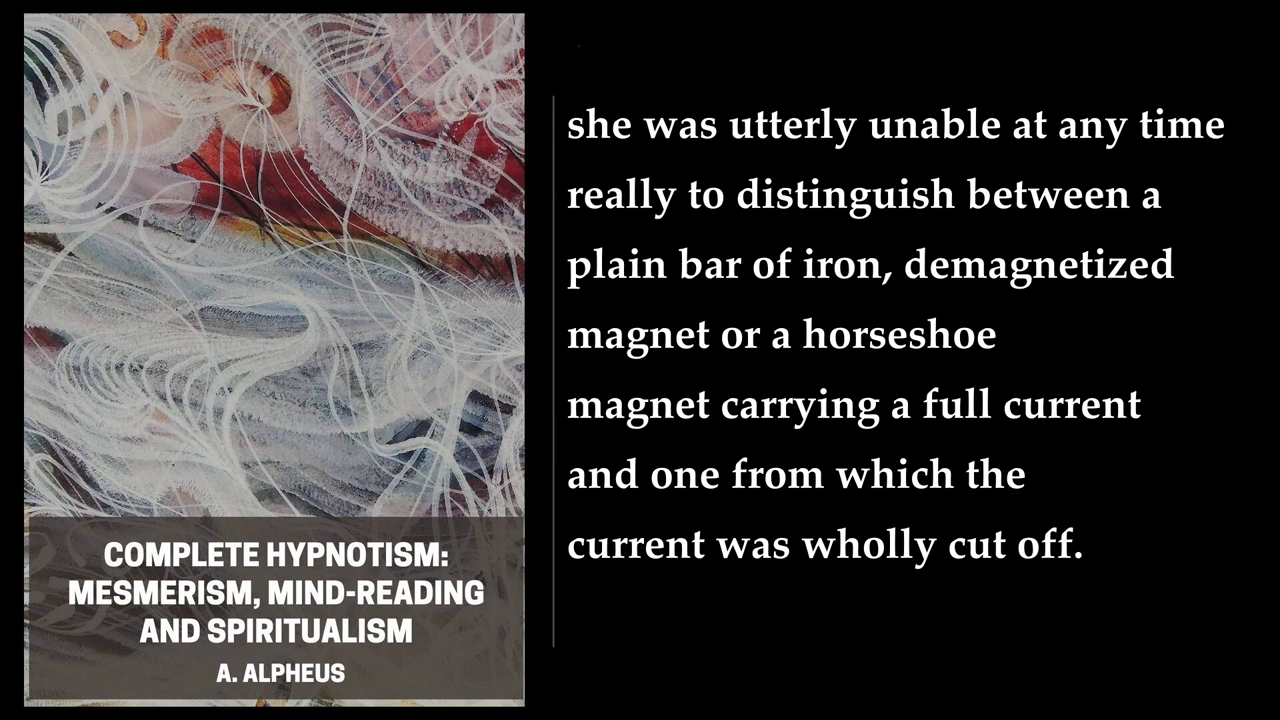 she was utterly unable at any time
really to distinguish between a
plain bar of iron, demagnetized
magnet or a horseshoe
magnet carrying a full current
and one from which the
current was wholly cut off.
COMPLETE HYPNOTISM:
MESMERISM, MIND-READING
AND SPIRITUALISM
A. ALPHEUS